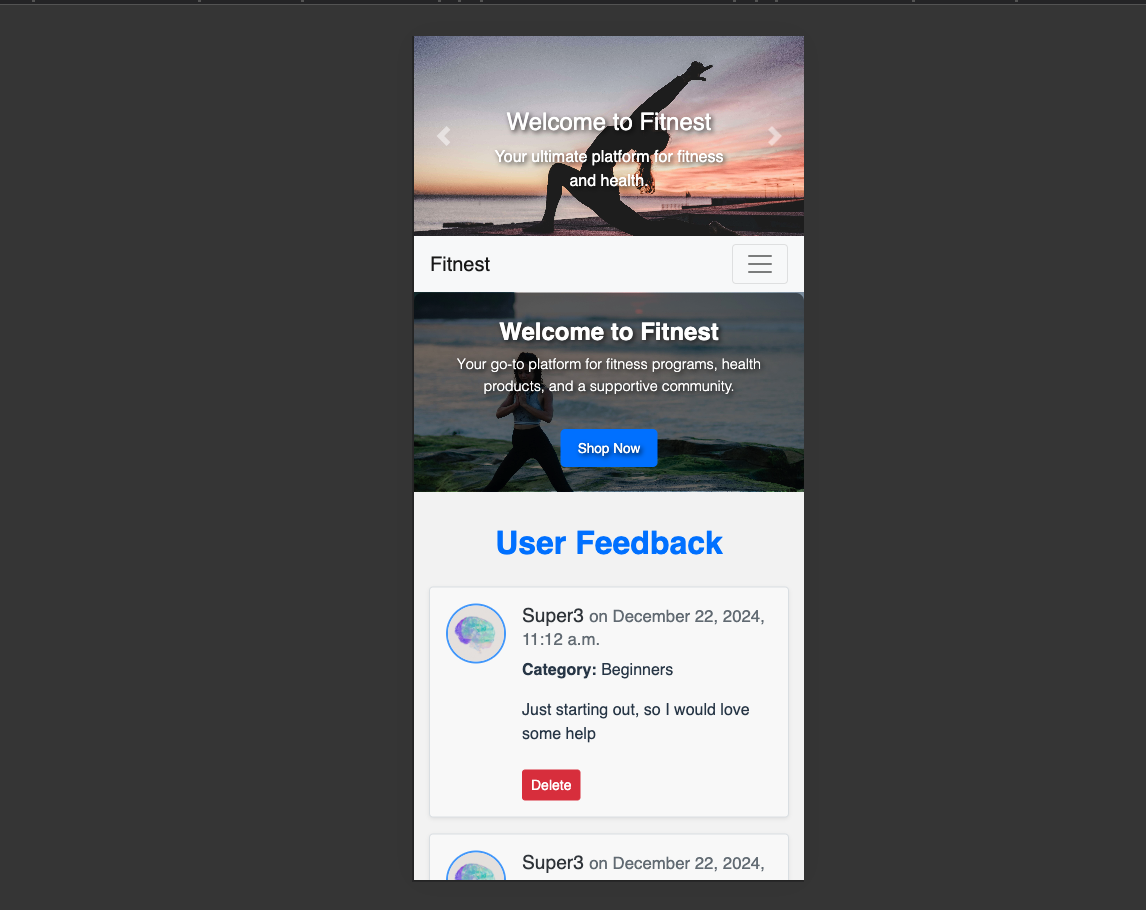 Welcome to Fitnest
Your ultimate platform for fitness
and health.
Fitnest
Welcome to Fitnest
Your go-to platform for fitness programs, health
products, and a supportive community.
Shop Now
User Feedback
Super3 on December 22, 2024,
11:12 a.m.
Category: Beginners
Just starting out, so I would love
some help
Delete
Super3 on December 22, 2024,